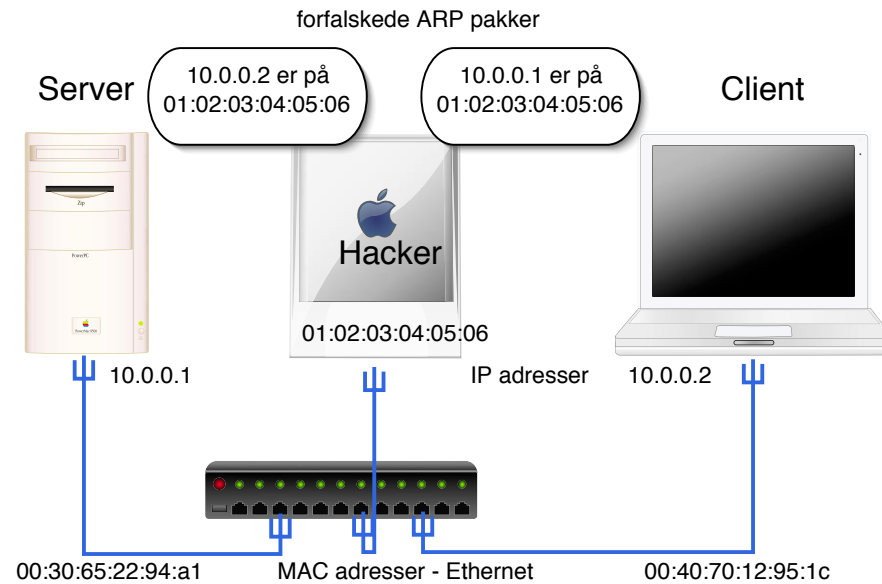 forfalskede ARP pakker
Server
10.0.0.2 er på
01:02:03:04:05:06
10.0.0.1 er på
01:02:03:04:05:06
Client
Zip
PowerPC
Hacker
01:02:03:04:05:06
10.0.0.1
IP adresser
10.0.0.2
00:30:65:22:94:a1
MAC adresser - Ethernet
00:40:70:12:95:1c